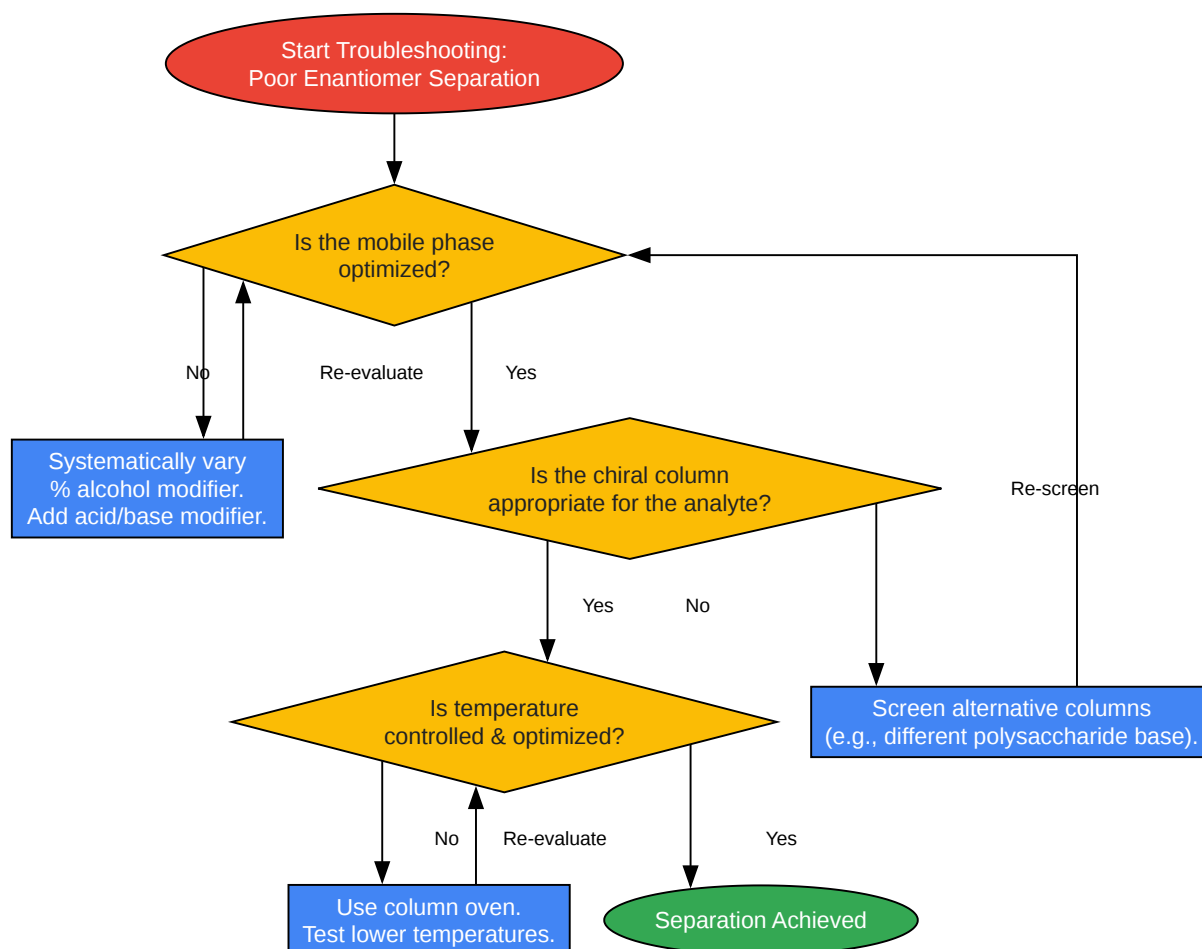 Start Troubleshooting:
Poor Enantiomer Separation
Is the mobile phase
optimized?
No
Re-evaluate
Yes
Systematically vary
% alcohol modifier.
Add acid/base modifier.
Is the chiral column
appropriate for the analyte?
Re-screen
Yes
No
Is temperature
controlled & optimized?
Screen alternative columns
(e.g., different polysaccharide base).
No
Re-evaluate
Yes
Use column oven.
Test lower temperatures.
Separation Achieved